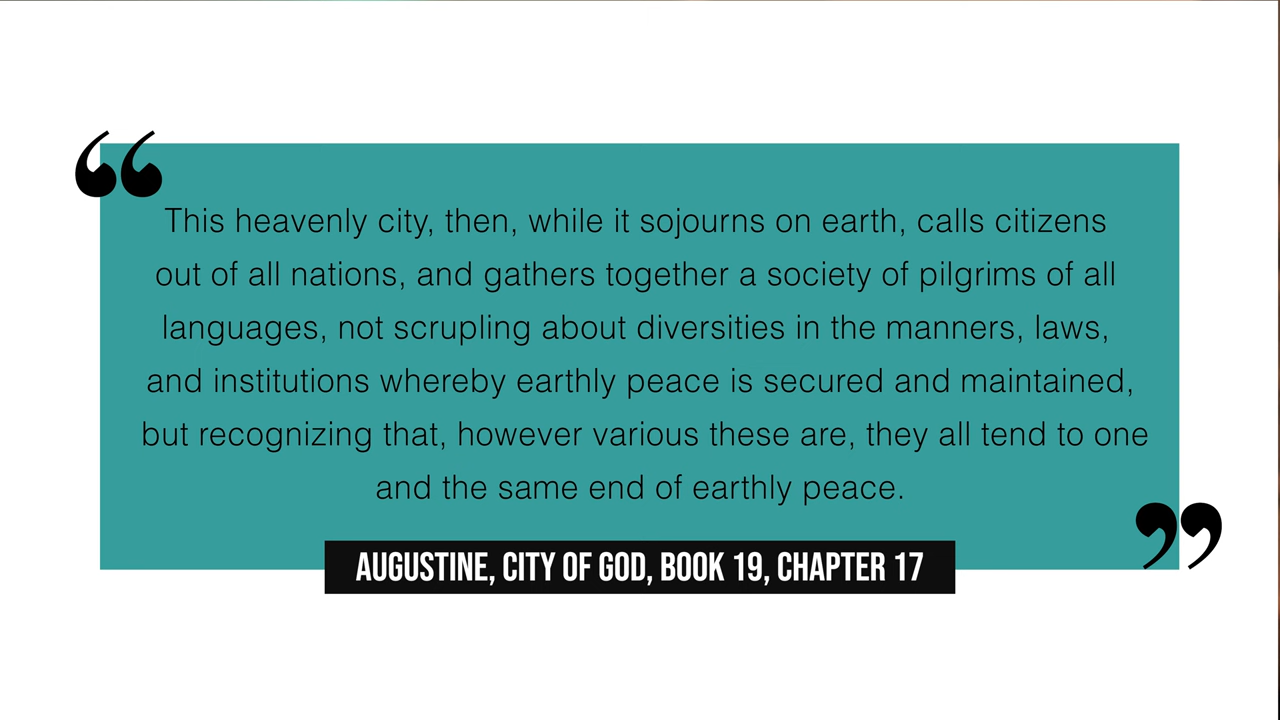 “
This heavenly city, then, while it sojourns on earth, calls citizens
out of all nations, and gathers together a society of pilgrims of all
languages, not scrupling about diversities in the manners, laws,
and institutions whereby earthly peace is secured and maintained,
but recognizing that, however various these are, they all tend to one
and the same end of earthly peace.
”
AUGUSTINE, CITY OF GOD, BOOK 19, CHAPTER 17